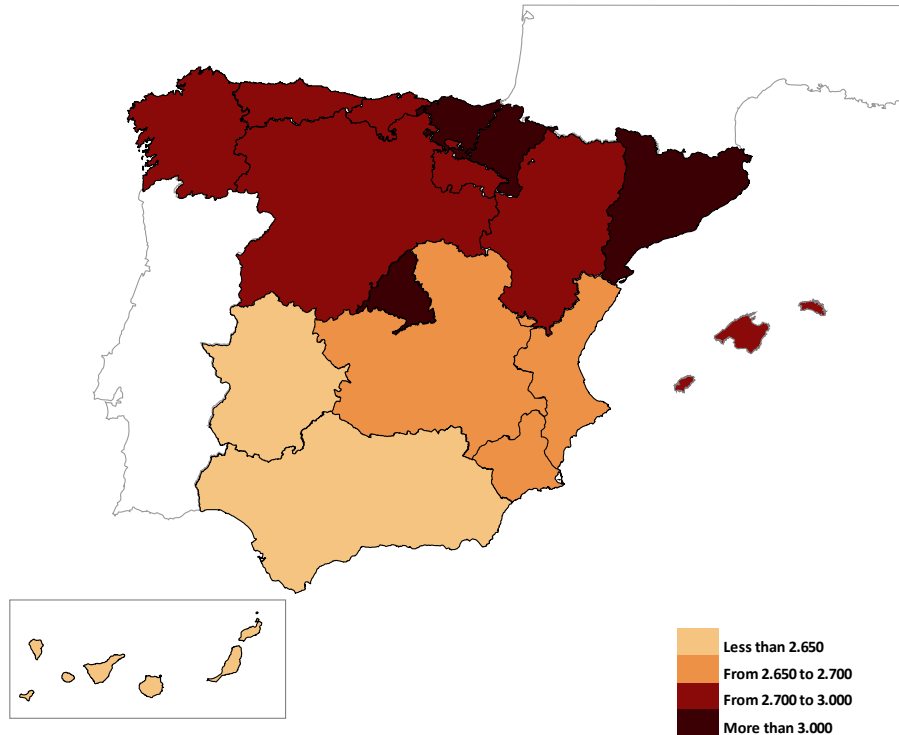 Less than 2.650
From 2.650 to 2.700
From 2.700 to 3.000
More than 3.000